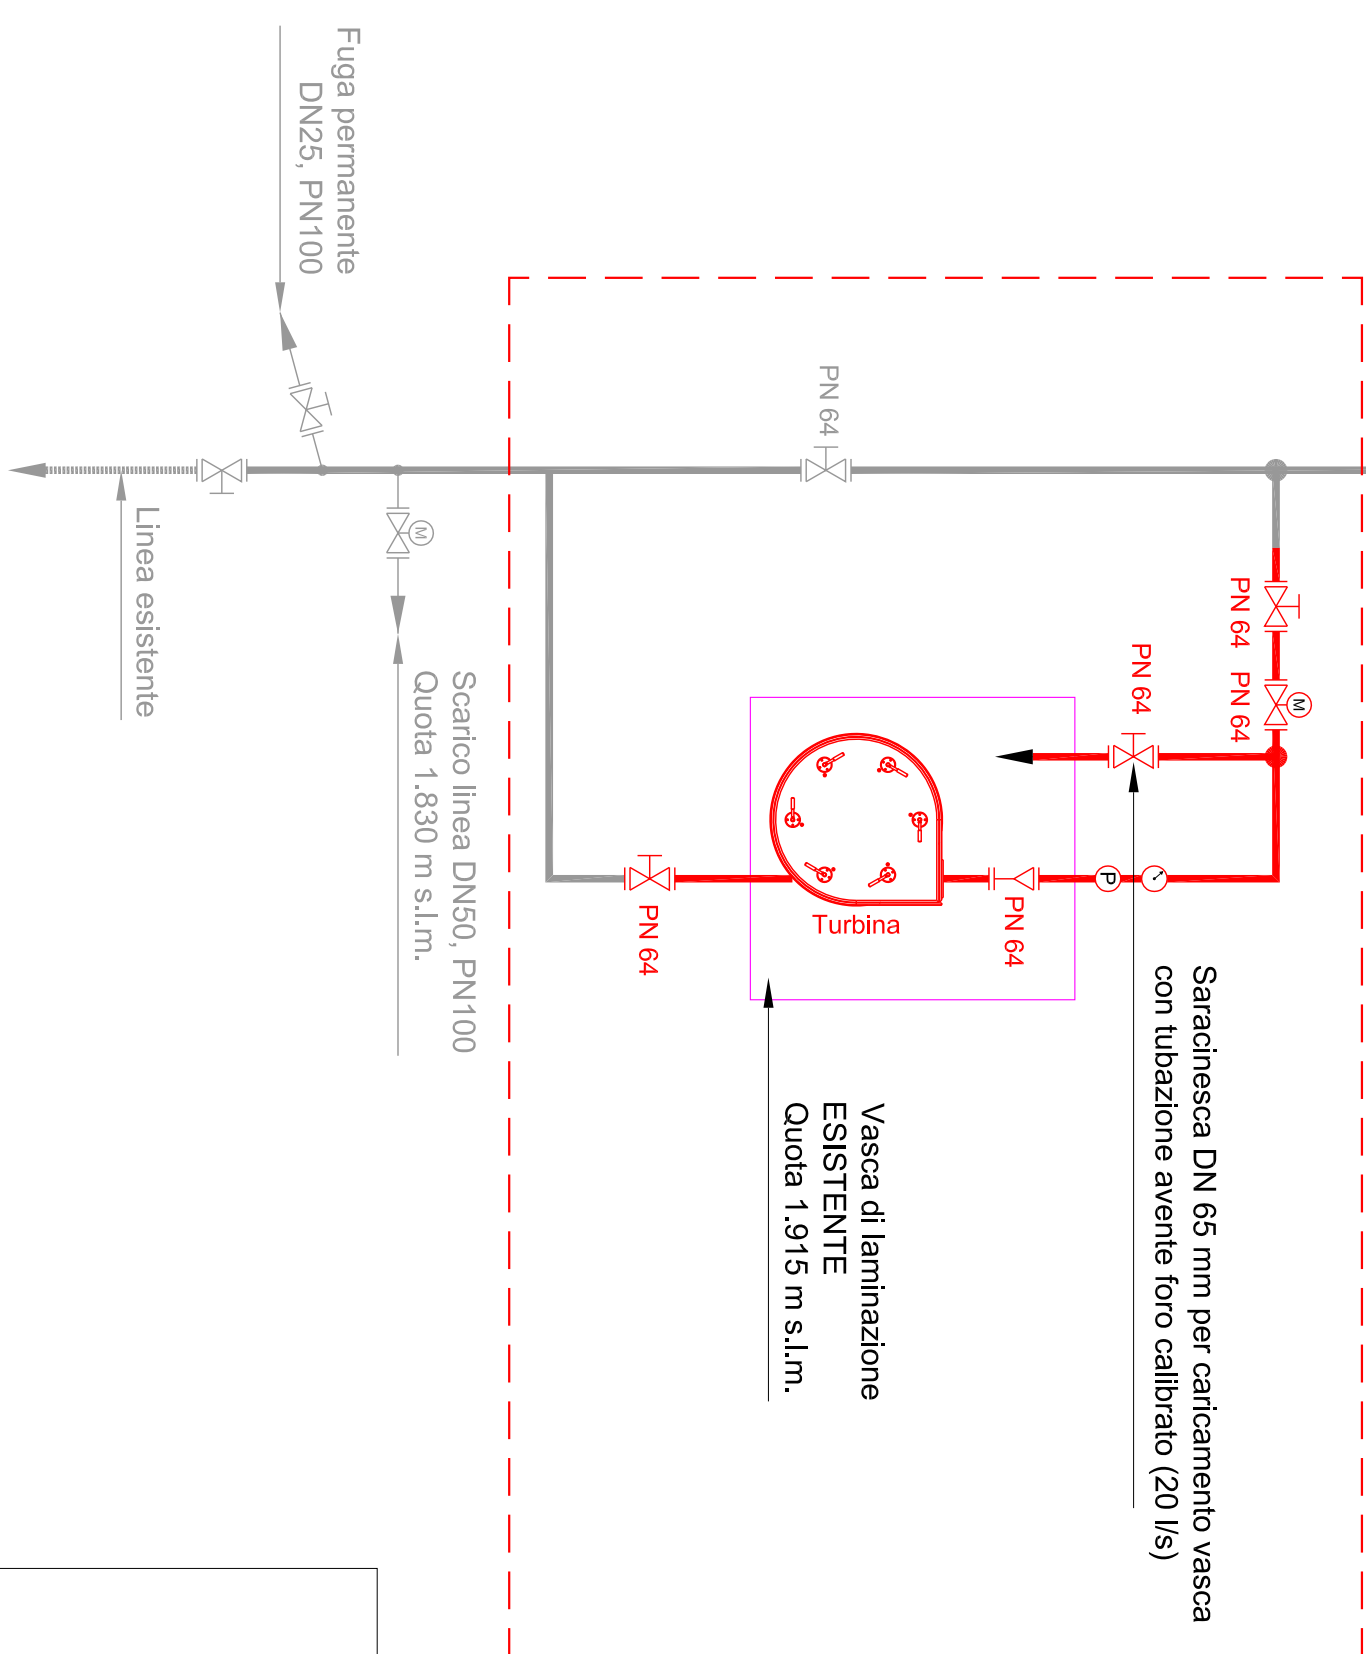 PN 64
PN 64
PN 64
M
Saracinesca DN 65 mm per caricamento vasca
con tubazione avente foro calibrato (20 l/s)
P
PN 64
Turbina
Vasca di laminazione
ESISTENTE
Quota 1.915 m s.l.m.
PN 64
PN 64
M
Scarico linea DN50, PN100
Quota 1.830 m s.l.m.
Fuga permanente
DN25, PN100
Linea esistente